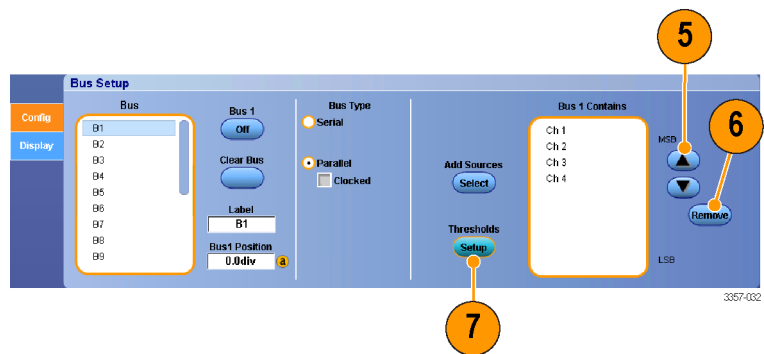 5
Bus Setup
Config
Display
Bus
B1
B2
B3
B4
B5
B6
B7
B8
B9
Bus 1
Off
Clear Bus
Label
B1
Bus1 Position
0.0div
a
Bus Type
Serial
Parallel
Clocked
Add Sources
Select
Thresholds
Setup
Bus 1 Contains
Ch 1
Ch 2
Ch 3
Ch 4
MSB
Remove
LSB
6
7
3357-032